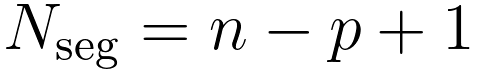 N_seg = n − p + 1